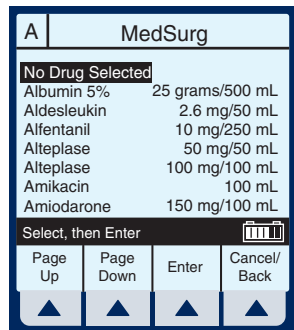 A MedSurg
No Drug Selected
Albumin 5% 25 grams/500 mL
Aldesleukin 2.6 mg/50 mL
Alfentanil 10 mg/250 mL
Alteplase 50 mg/50 mL
Alteplase 100 mg/100 mL
Amikacin 100 mL
Amiodarone 150 mg/100 mL
Select, then Enter
Page Up Page Down Enter Cancel/ Back